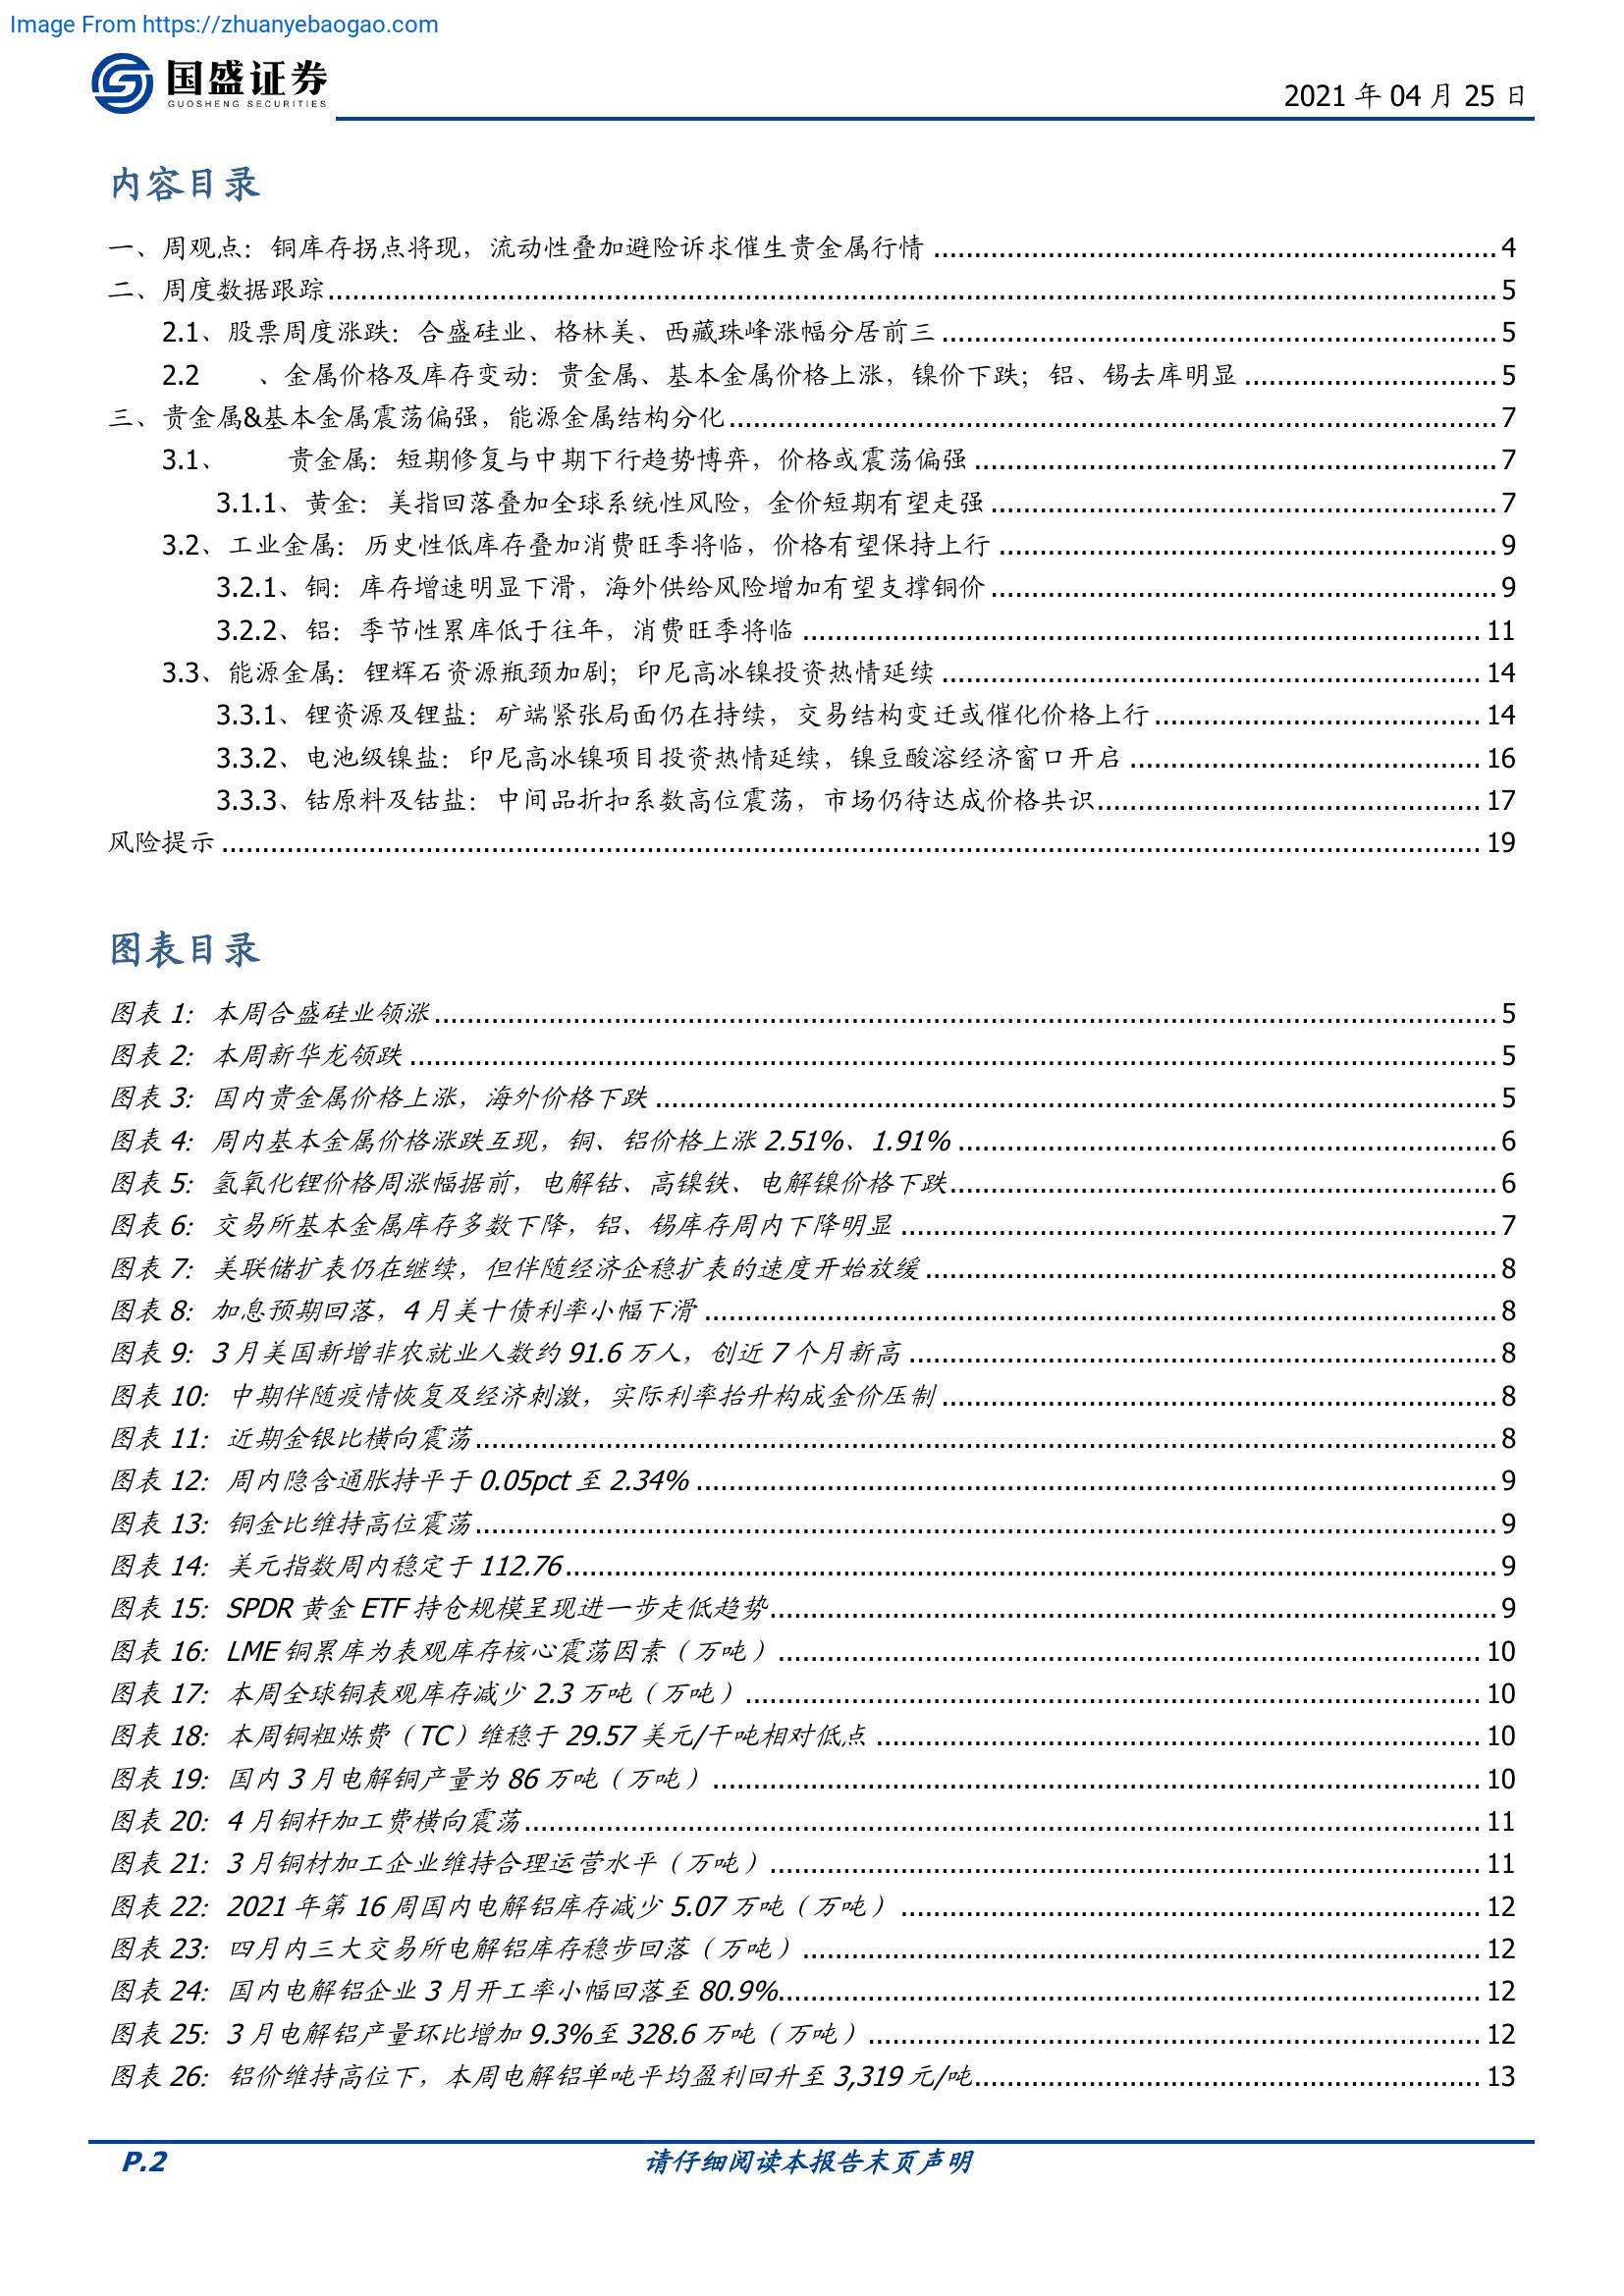 Image From https://zhuanyebaogao.com
国盛证券
GUOSHENG SECURITIES
2021 年 04 月 25 日
内容目录
一、周观点：铜库存拐点将现，流动性叠加避险诉求催生贵金属行情 4
二、周度数据跟踪 5
2.1、股票周度涨跌：合盛硅业、格林美、西藏珠峰涨幅分居前三 5
2.2 、金属价格及库存变动：贵金属、基本金属价格上涨，镍价下跌；铝、锡去库明显 5
三、贵金属&基本金属震荡偏强，能源金属结构分化 7
3.1、 贵金属：短期修复与中期下行趋势博弈，价格或震荡偏强 7
3.1.1、黄金：美指回落叠加全球系统性风险，金价短期有望走强 7
3.2、工业金属：历史性低库存叠加消费旺季将临，价格有望保持上行 9
3.2.1、铜：库存增速明显下滑，海外供给风险增加有望支撑铜价 9
3.2.2、铝：季节性累库低于往年，消费旺季将临 11
3.3、能源金属：锂辉石资源瓶颈加剧；印尼高冰镍投资热情延续 14
3.3.1、锂资源及锂盐：矿端紧张局面仍在持续，交易结构变迁或催化价格上行 14
3.3.2、电池级镍盐：印尼高冰镍项目投资热情延续，镍豆酸溶经济窗口开启 16
3.3.3、钴原料及钴盐：中间品折扣系数高位震荡，市场仍待达成价格共识 17
风险提示 19
图表目录
图表 1：本周合盛硅业领涨 5
图表 2：本周新华龙领跌 5
图表 3：国内贵金属价格上涨，海外价格下跌 5
图表 4：周内基本金属价格涨跌互现，铜、铝价格上涨 2.51%、1.91% 6
图表 5：氢氧化锂价格周涨幅据前，电解钴、高镍铁、电解镍价格下跌 6
图表 6：交易所基本金属库存多数下降，铝、锡库存周内下降明显 7
图表 7：美联储扩表仍在继续，但伴随经济企稳扩表的速度开始放缓 8
图表 8：加息预期回落，4 月美十债利率小幅下滑 8
图表 9：3 月美国新增非农就业人数约 91.6 万人，创近 7 个月新高 8
图表 10：中期伴随疫情恢复及经济刺激，实际利率抬升构成金价压制 8
图表 11：近期金银比横向震荡 8
图表 12：周内隐含通胀持平于 0.05pct 至 2.34% 9
图表 13：铜金比维持高位震荡 9
图表 14：美元指数周内稳定于 112.76 9
图表 15：SPDR 黄金 ETF 持仓规模呈现进一步走低趋势 9
图表 16：LME 铜累库为表观库存核心震荡因素（万吨） 10
图表 17：本周全球铜表观库存减少 2.3 万吨（万吨） 10
图表 18：本周铜粗炼费（TC）维稳于 29.57 美元/干吨相对低点 10
图表 19：国内 3 月电解铜产量为 86 万吨（万吨） 10
图表 20：4 月铜杆加工费横向震荡 11
图表 21：3 月铜材加工企业维持合理运营水平（万吨） 11
图表 22：2021 年第 16 周国内电解铝库存减少 5.07 万吨（万吨） 12
图表 23：四月内三大交易所电解铝库存稳步回落（万吨） 12
图表 24：国内电解铝企业 3 月开工率小幅回落至 80.9% 12
图表 25：3 月电解铝产量环比增加 9.3%至 328.6 万吨（万吨） 12
图表 26：铝价维持高位下，本周电解铝单吨平均盈利回升至 3,319 元/吨 13
P.2 请仔细阅读本报告末页声明